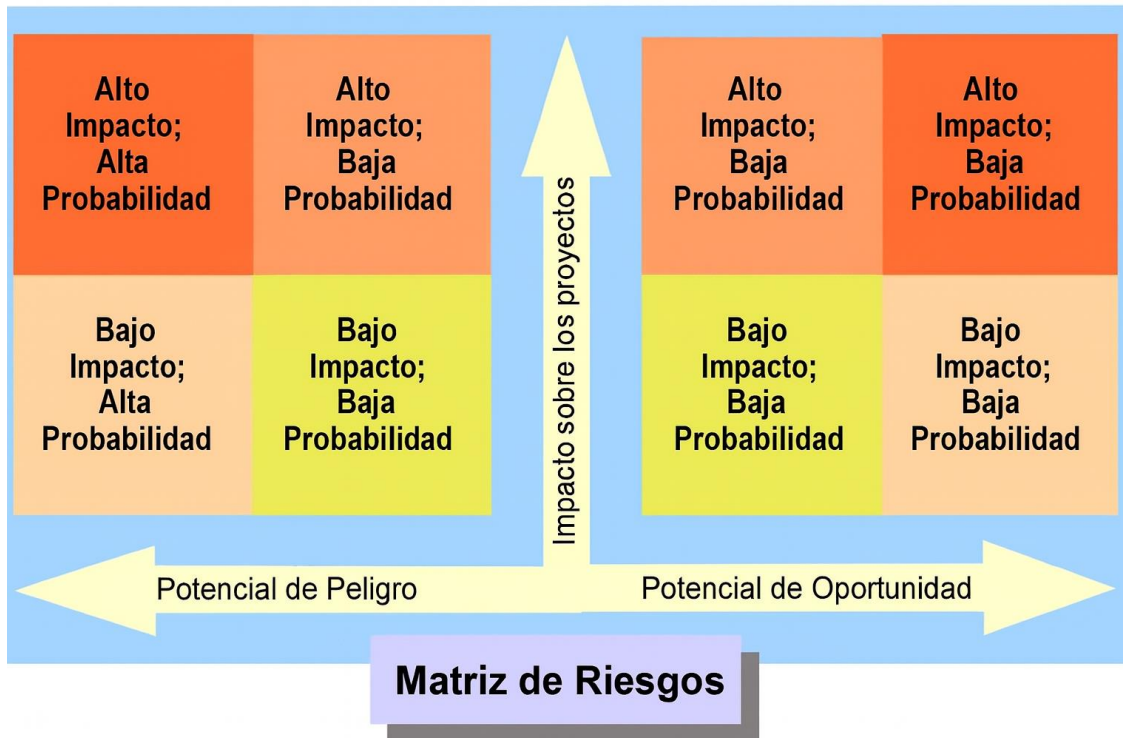 Alto
Impacto;
Alta
Probabilidad
Alto
Impacto;
Baja
Probabilidad
Bajo
Impacto;
Alta
Probabilidad
Bajo
Impacto;
Baja
Probabilidad
Impacto sobre los proyectos
Alto
Impacto;
Baja
Probabilidad
Alto
Impacto;
Baja
Probabilidad
Bajo
Impacto;
Baja
Probabilidad
Bajo
Impacto;
Baja
Probabilidad
Potencial de Peligro
Potencial de Oportunidad
Matriz de Riesgos